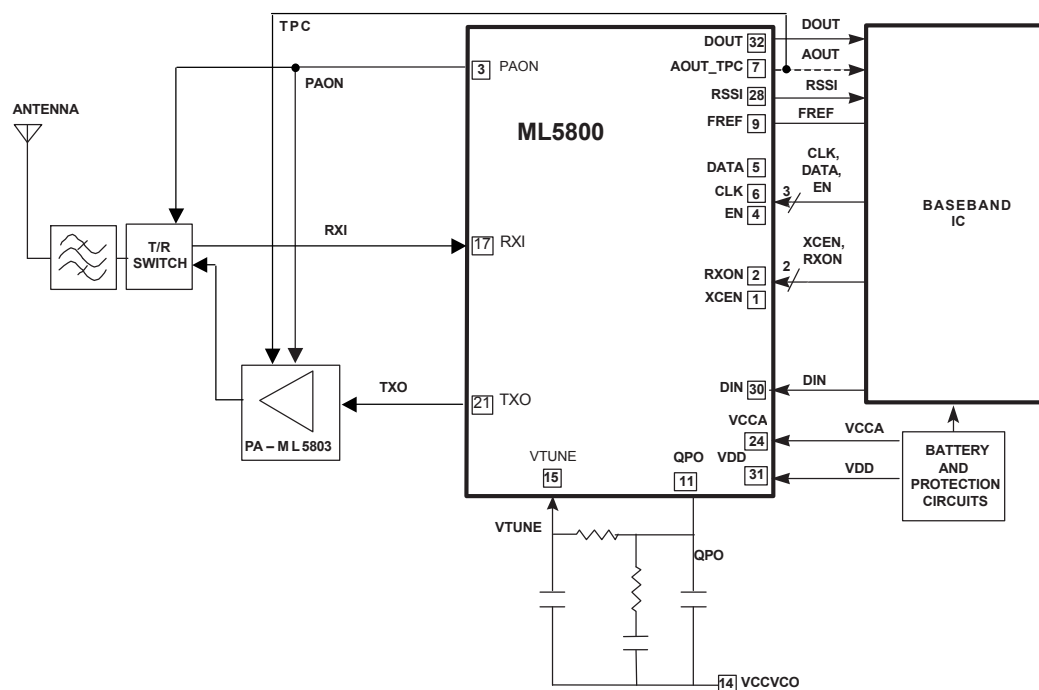 TPC
DOUT
DOUT 32
AOUT
AOUT_TPC 7
3 PAON
PAON
RSSI 28
RSSI
ANTENNA
FREF 9
FREF
ML5800
CLK,
DATA,
EN
DATA 5
CLK 6
3
EN 4
BASEBAND
IC
T/R
SWITCH
RXI
17 RXI
XCEN,
RXON
RXON 2
2
XCEN 1
TXO
21 TXO
DIN 30
DIN
PA – ML5803
VCCA
24
VCCA
VTUNE
15
QPO
11
VDD
31
VDD
BATTERY
AND
PROTECTION
CIRCUITS
VTUNE
QPO
14 VCCVCO